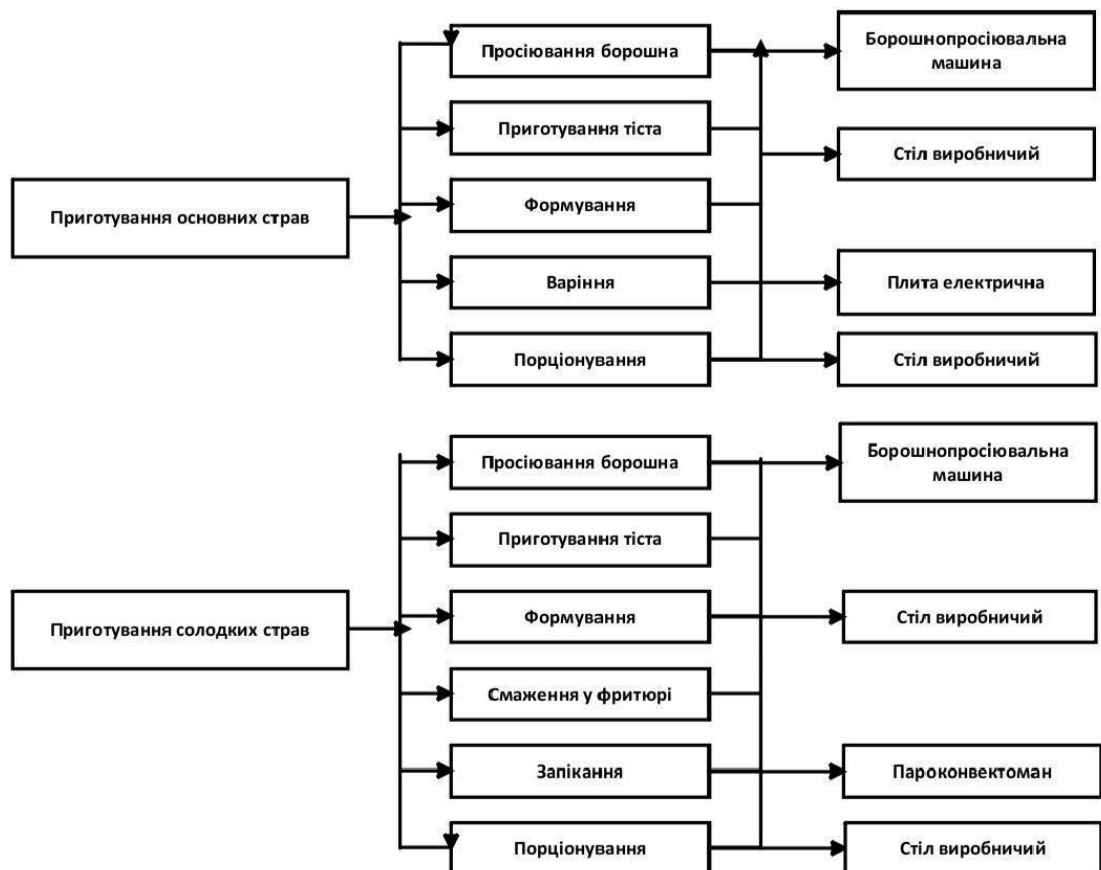 Просіювання борошна
Борошнопросіювальна
машина
Приготування тіста
Стіл виробничий
Приготування основних страв
Формування
Варіння
Плита електрична
Порціонування
Стіл виробничий
Просіювання борошна
Борошнопросіювальна
машина
Приготування тіста
Приготування солодких страв
Формування
Стіл виробничий
Смаження у фритюрі
Запікання
Пароконвектоман
Порціонування
Стіл виробничий